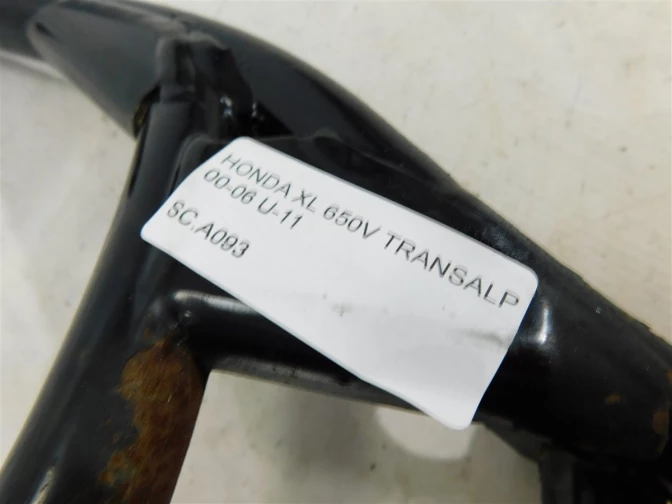 HONDA XL 650V TRANSALP
00-06 U-11
SC.A093